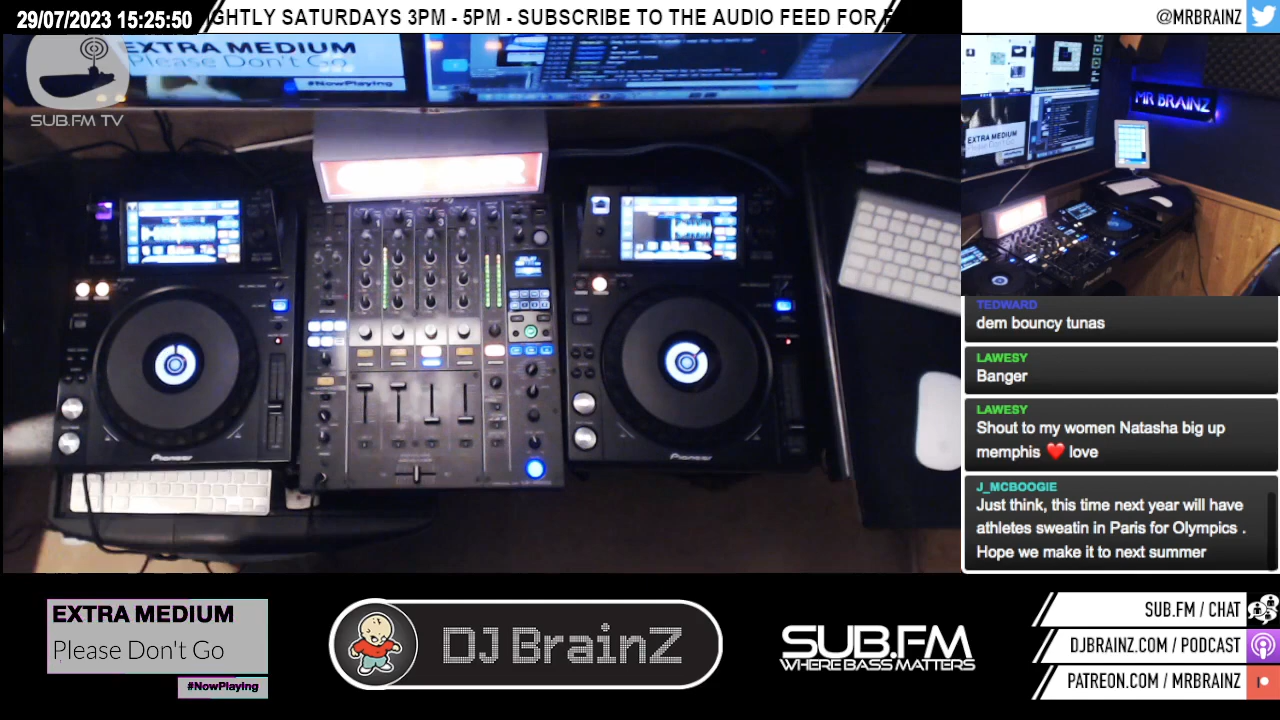 29/07/2023 15:25:50
GHTLY SATURDAYS 3PM - 5PM - SUBSCRIBE TO THE AUDIO FEED FOR
@MRBRAINZ
EXTRA MEDIUM
Please Don't Go
#NowPlaying
SUB.FM TV
MR BRAINZ
EXTRA MEDIUM
Pioneer
Pioneer
TEDWARD
dem bouncy tunas
LAWESY
Banger
LAWESY
Shout to my women Natasha big up
memphis ❤️ love
J_MCBOOGIE
Just think, this time next year will have
athletes sweatin in Paris for Olympics .
Hope we make it to next summer
EXTRA MEDIUM
Please Don't Go
#NowPlaying
DJ BrainZ
SUB.FM
WHERE BASS MATTERS
SUB.FM / CHAT
DJBRAINZ.COM / PODCAST
PATREON.COM / MRBRAINZ